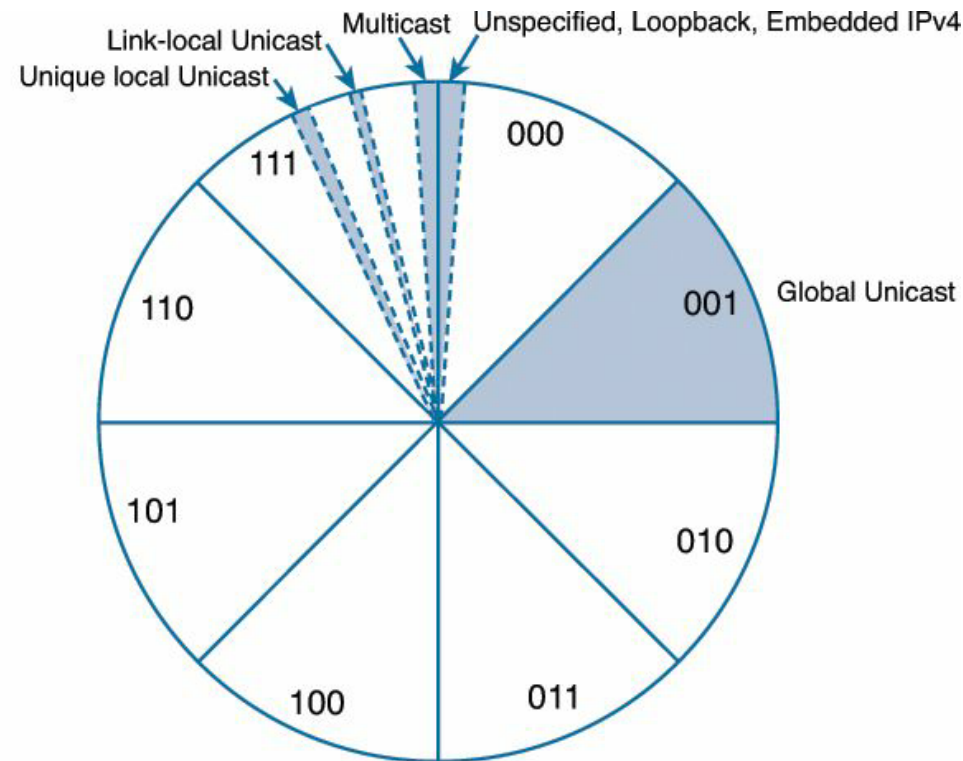 Multicast
Unspecified, Loopback, Embedded IPv4
Link-local Unicast
Unique local Unicast
000
111
001
Global Unicast
110
101
010
100
011